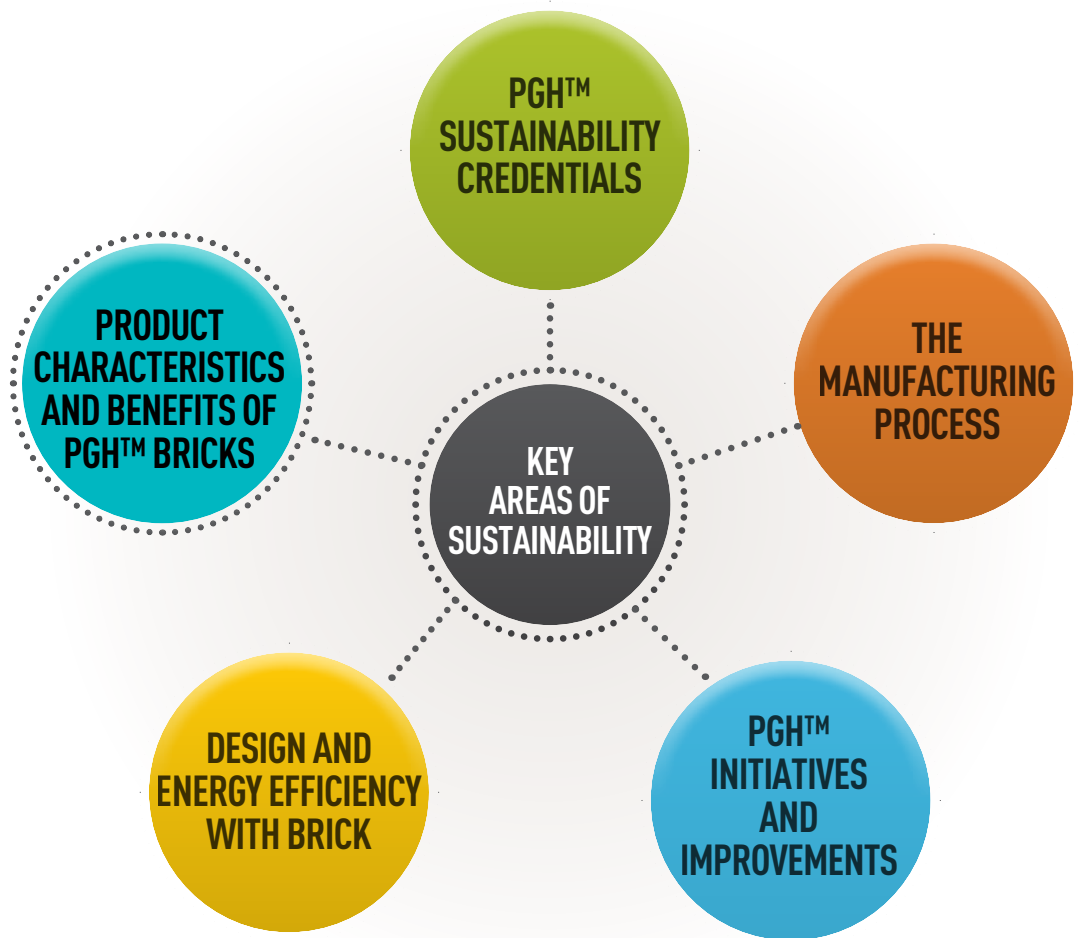 PGH™
SUSTAINABILITY
CREDENTIALS
PRODUCT
CHARACTERISTICS
AND BENEFITS OF
PGH™ BRICKS
THE
MANUFACTURING
PROCESS
KEY
AREAS OF
SUSTAINABILITY
DESIGN AND
ENERGY EFFICIENCY
WITH BRICK
PGH™
INITIATIVES
AND
IMPROVEMENTS